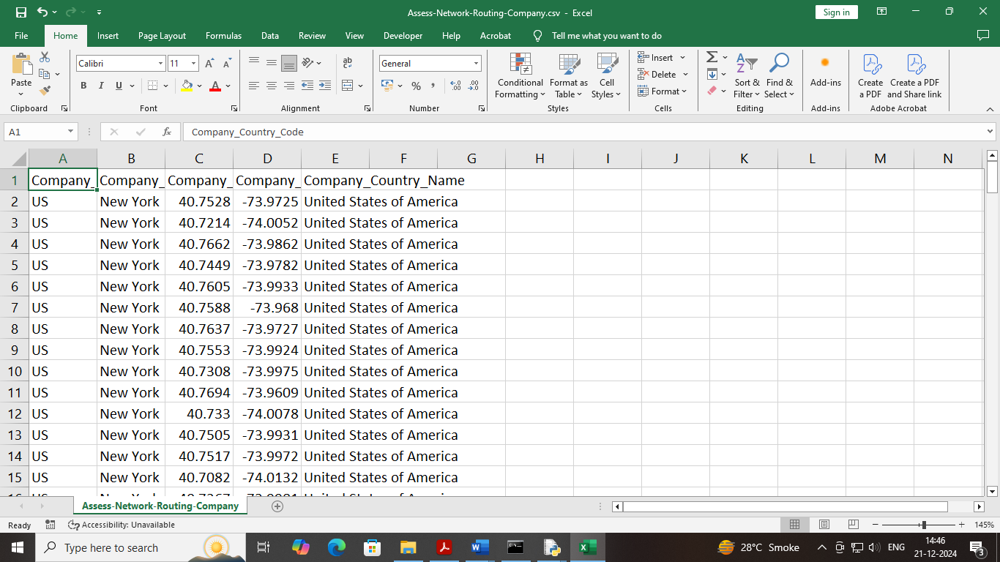 Assess-Network-Routing-Company.csv - Excel
Sign in
File Home Insert Page Layout Formulas Data Review View Developer Help Acrobat Tell me what you want to do
Paste
Clipboard
Calibri 11
B I U
Font
ab
Alignment
General
% ,
Number
Conditional Formatting
Format as Table
Cell Styles
Styles
Insert
Delete
Format
Cells
Sort & Filter
Find & Select
Editing
Add-ins
Add-ins
Create a PDF
Create a PDF and Share link
Adobe Acrobat
A1 fx Company_Country_Code
A B C D E F G H I J K L M N
1 Company_ Company_ Company_ Company_ Company_Country_Name
2 US New York 40.7528 -73.9725 United States of America
3 US New York 40.7214 -74.0052 United States of America
4 US New York 40.7662 -73.9862 United States of America
5 US New York 40.7449 -73.9782 United States of America
6 US New York 40.7605 -73.9933 United States of America
7 US New York 40.7588 -73.968 United States of America
8 US New York 40.7637 -73.9727 United States of America
9 US New York 40.7553 -73.9924 United States of America
10 US New York 40.7308 -73.9975 United States of America
11 US New York 40.7694 -73.9609 United States of America
12 US New York 40.733 -74.0078 United States of America
13 US New York 40.7505 -73.9931 United States of America
14 US New York 40.7517 -73.9972 United States of America
15 US New York 40.7082 -74.0132 United States of America
Assess-Network-Routing-Company
Ready Accessibility: Unavailable 145%
Type here to search 28°C Smoke ENG 14:46
21-12-2024 3